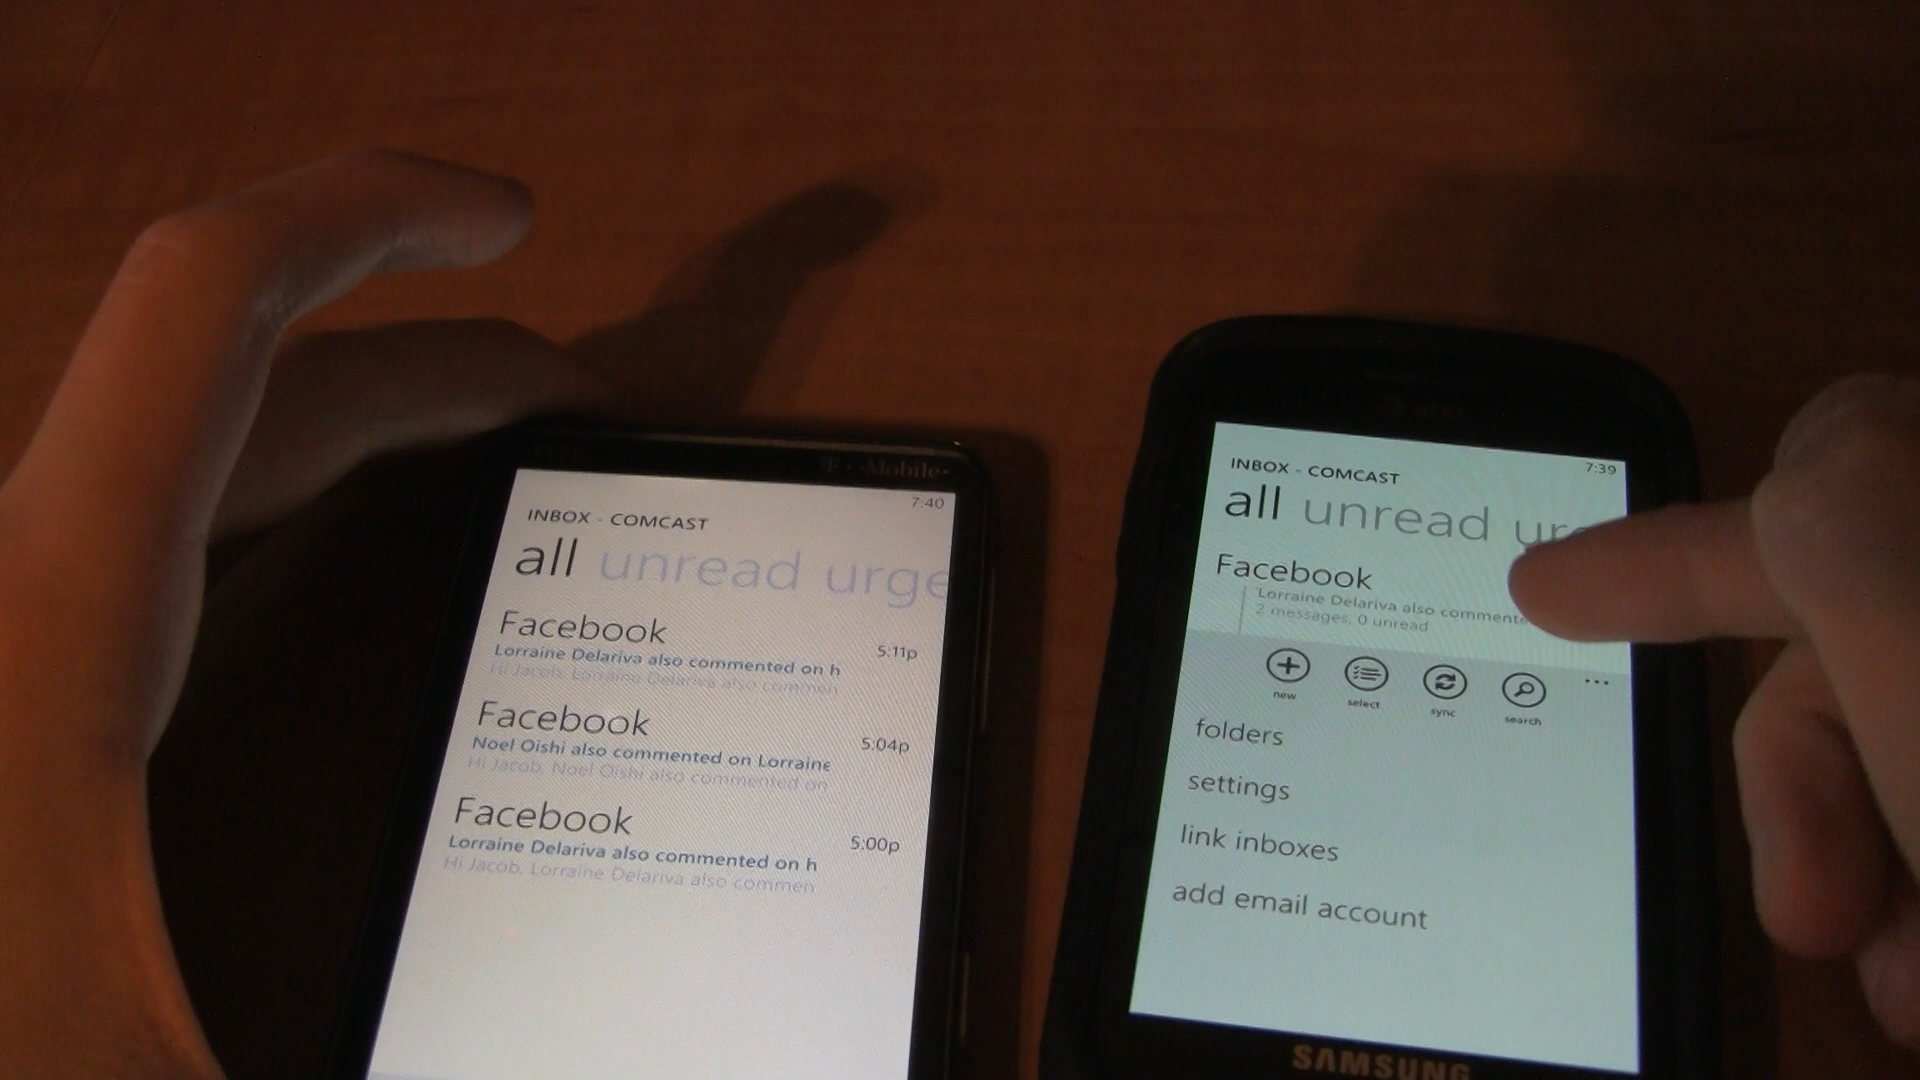 T · ·Mobile·
7:40
INBOX - COMCAST
all unread urge
Facebook
5:11p
Lorraine Delariva also commented on h
Hi Jacob, Lorraine Delariva also commen
Facebook
5:04p
Noel Oishi also commented on Lorraine
Hi Jacob, Noel Oishi also commented on
Facebook
5:00p
Lorraine Delariva also commented on h
Hi Jacob, Lorraine Delariva also commen
7:39
INBOX - COMCAST
all unread
Facebook
'Lorraine Delariva also commente
2 messages, 0 unread
new select sync search
folders
settings
link inboxes
add email account
SAMSUNG